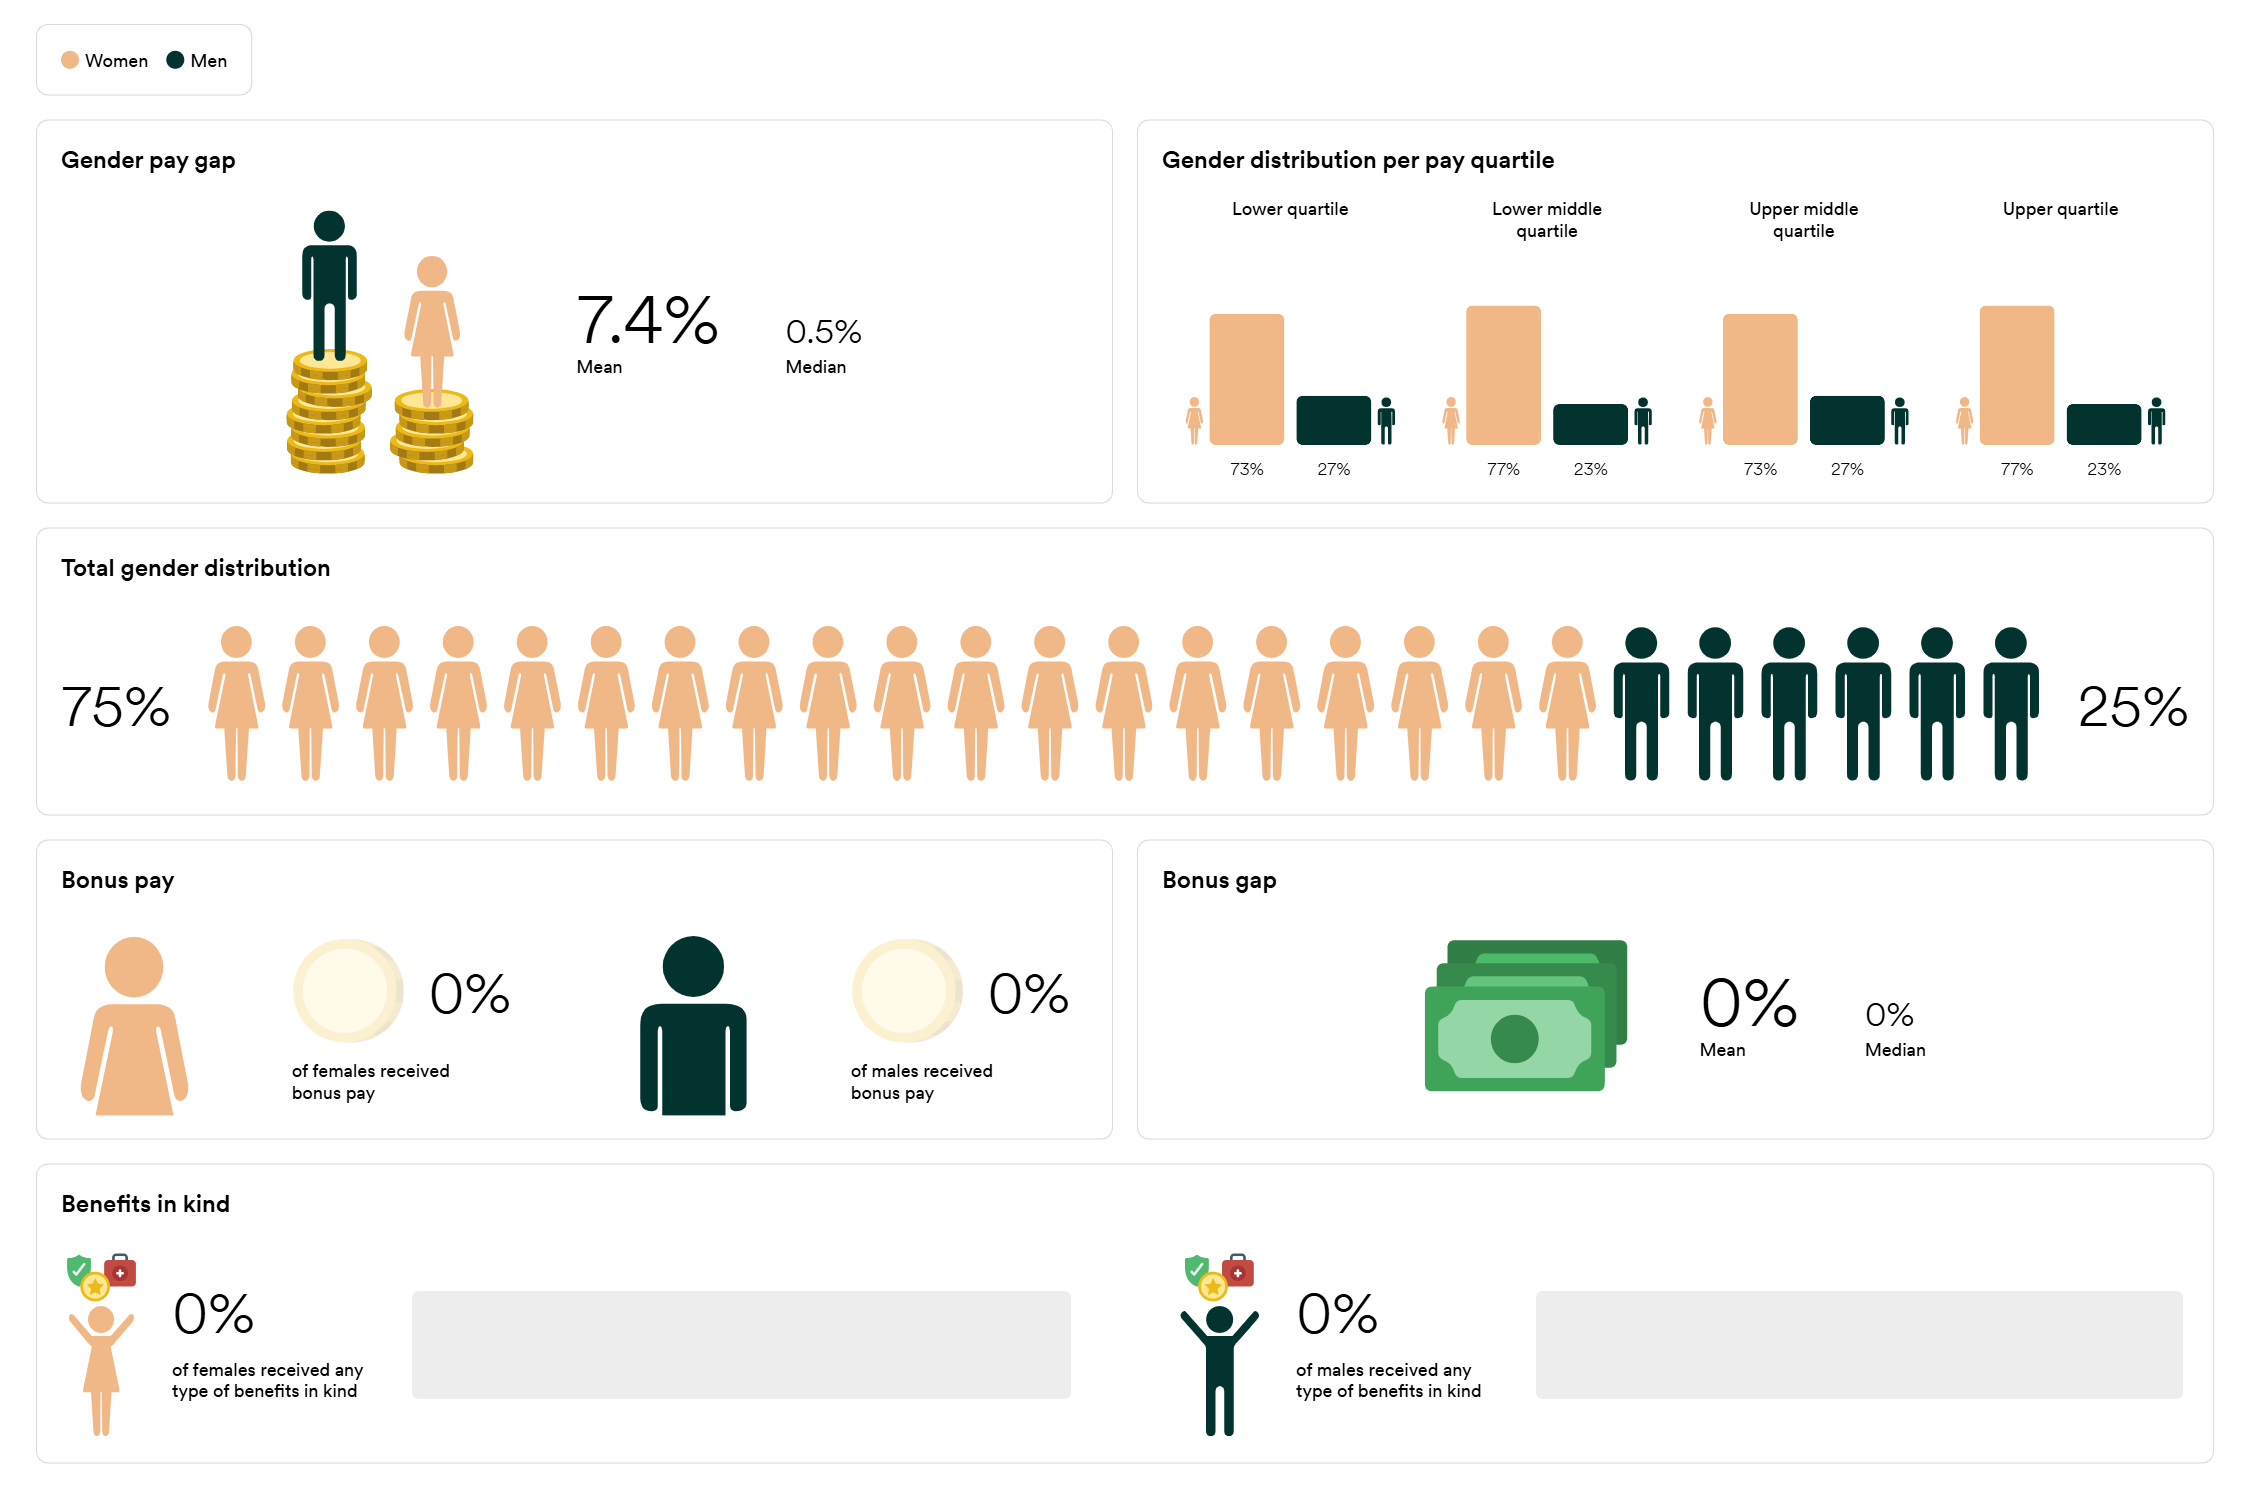 Women Men
Gender pay gap
7.4%
Mean
0.5%
Median
Gender distribution per pay quartile
Lower quartile
Lower middle
quartile
Upper middle
quartile
Upper quartile
73% 27%
77% 23%
73% 27%
77% 23%
Total gender distribution
75%
25%
Bonus pay
0%
of females received
bonus pay
0%
of males received
bonus pay
Bonus gap
0%
Mean
0%
Median
Benefits in kind
0%
of females received any
type of benefits in kind
0%
of males received any
type of benefits in kind